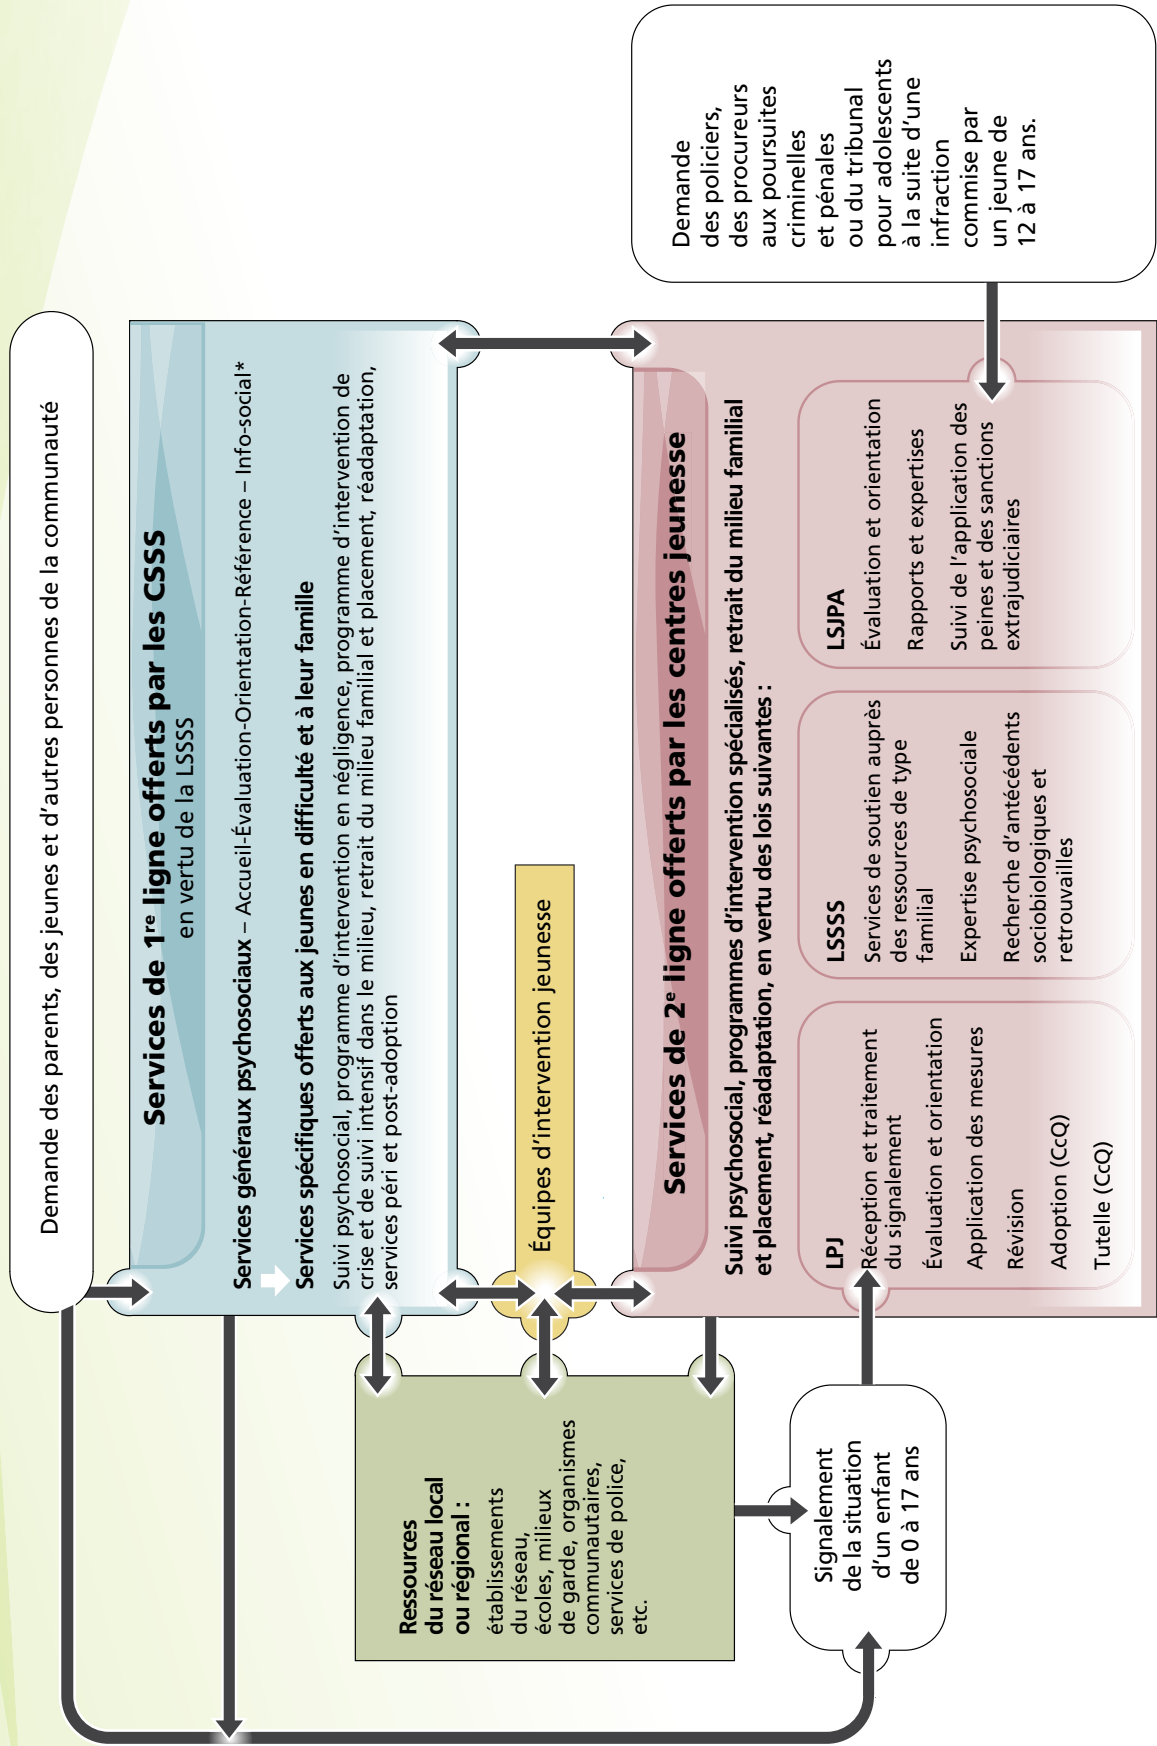 Demande des parents, des jeunes et d'autres personnes de la communauté
Services de 1re ligne offerts par les CSSS
en vertu de la LSSSS
Services généraux psychosociaux – Accueil-Évaluation-Orientation-Référence – Info-social*
Services spécifiques offerts aux jeunes en difficulté et à leur famille
Suivi psychosocial, programme d'intervention en négligence, programme d'intervention de
crise et de suivi intensif dans le milieu, retrait du milieu familial et placement, réadaptation,
services péri et post-adoption
Ressources
du réseau local
ou régional :
établissements
du réseau,
écoles, milieux
de garde, organismes
communautaires,
services de police,
etc.
Équipes d'intervention jeunesse
Services de 2e ligne offerts par les centres jeunesse
Suivi psychosocial, programmes d'intervention spécialisés, retrait du milieu familial
et placement, réadaptation, en vertu des lois suivantes :
LPJ
Réception et traitement
du signalement
Évaluation et orientation
Application des mesures
Révision
Adoption (CcQ)
Tutelle (CcQ)
LSSSS
Services de soutien auprès
des ressources de type
familial
Expertise psychosociale
Recherche d'antécédents
sociobiologiques et
retrouvailles
LSJPA
Évaluation et orientation
Rapports et expertises
Suivi de l'application des
peines et des sanctions
extrajudiciaires
Signalement
de la situation
d'un enfant
de 0 à 17 ans
Demande
des policiers,
des procureurs
aux poursuites
criminelles
et pénales
ou du tribunal
pour adolescents
à la suite d'une
infraction
commise par
un jeune de
12 à 17 ans.